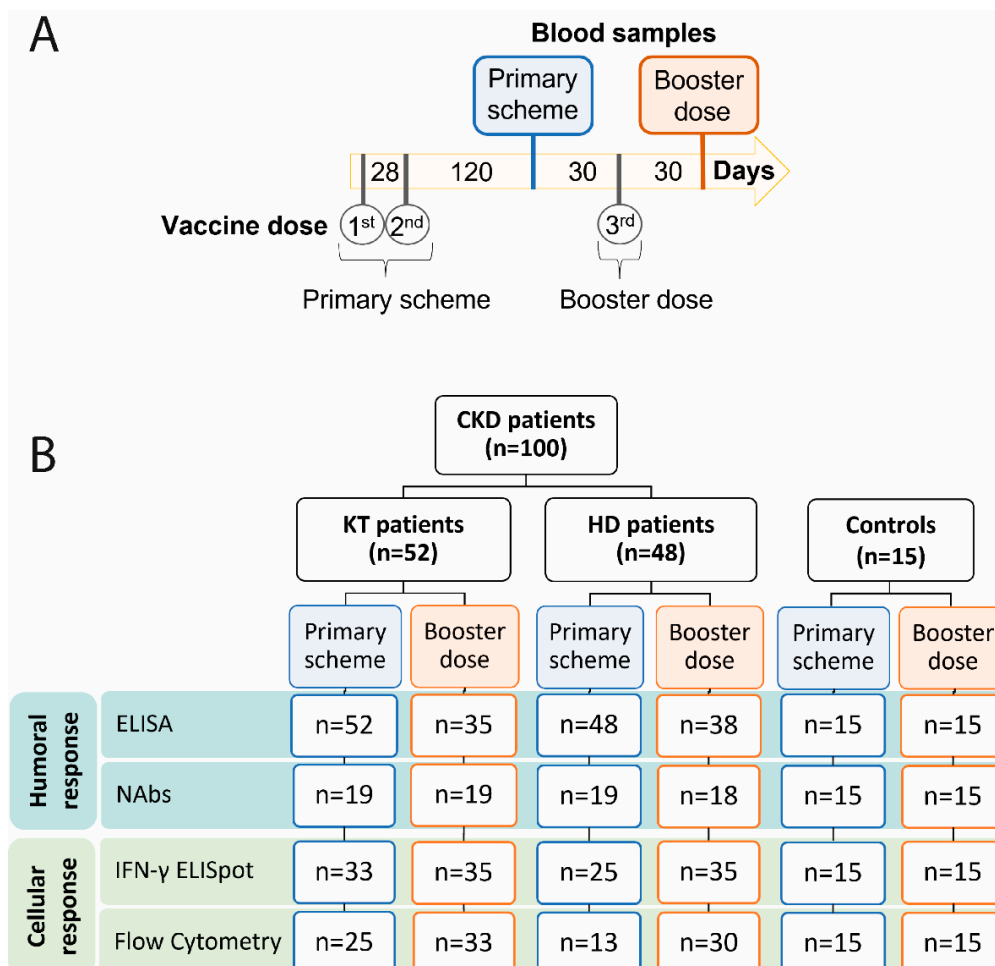 A
Blood samples
Primary scheme
Booster dose
28 120 30 30 Days
Vaccine dose 1st 2nd 3rd
Primary scheme Booster dose
B
CKD patients
(n=100)
KT patients
(n=52)
HD patients
(n=48)
Controls
(n=15)
Primary scheme Booster dose Primary scheme Booster dose Primary scheme Booster dose
Humoral response
ELISA n=52 n=35 n=48 n=38 n=15 n=15
NAbs n=19 n=19 n=19 n=18 n=15 n=15
Cellular response
IFN-γ ELISpot n=33 n=35 n=25 n=35 n=15 n=15
Flow Cytometry n=25 n=33 n=13 n=30 n=15 n=15